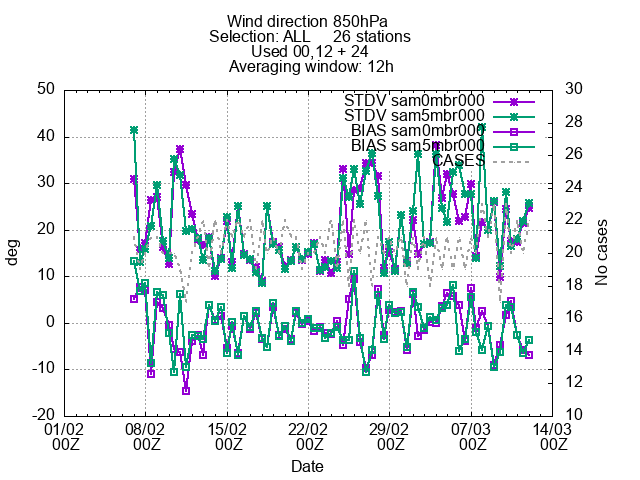 Wind direction 850hPa
Selection: ALL 26 stations
Used 00,12 + 24
Averaging window: 12h
STDV sam0mbr000
STDV sam5mbr000
BIAS sam0mbr000
BIAS sam5mbr000
CASES
50
40
30
20
10
0
-10
-20
deg
30
28
26
24
22
20
18
16
14
12
10
No cases
01/02 08/02 15/02 22/02 29/02 07/03 14/03
00Z 00Z 00Z 00Z 00Z 00Z 00Z
Date